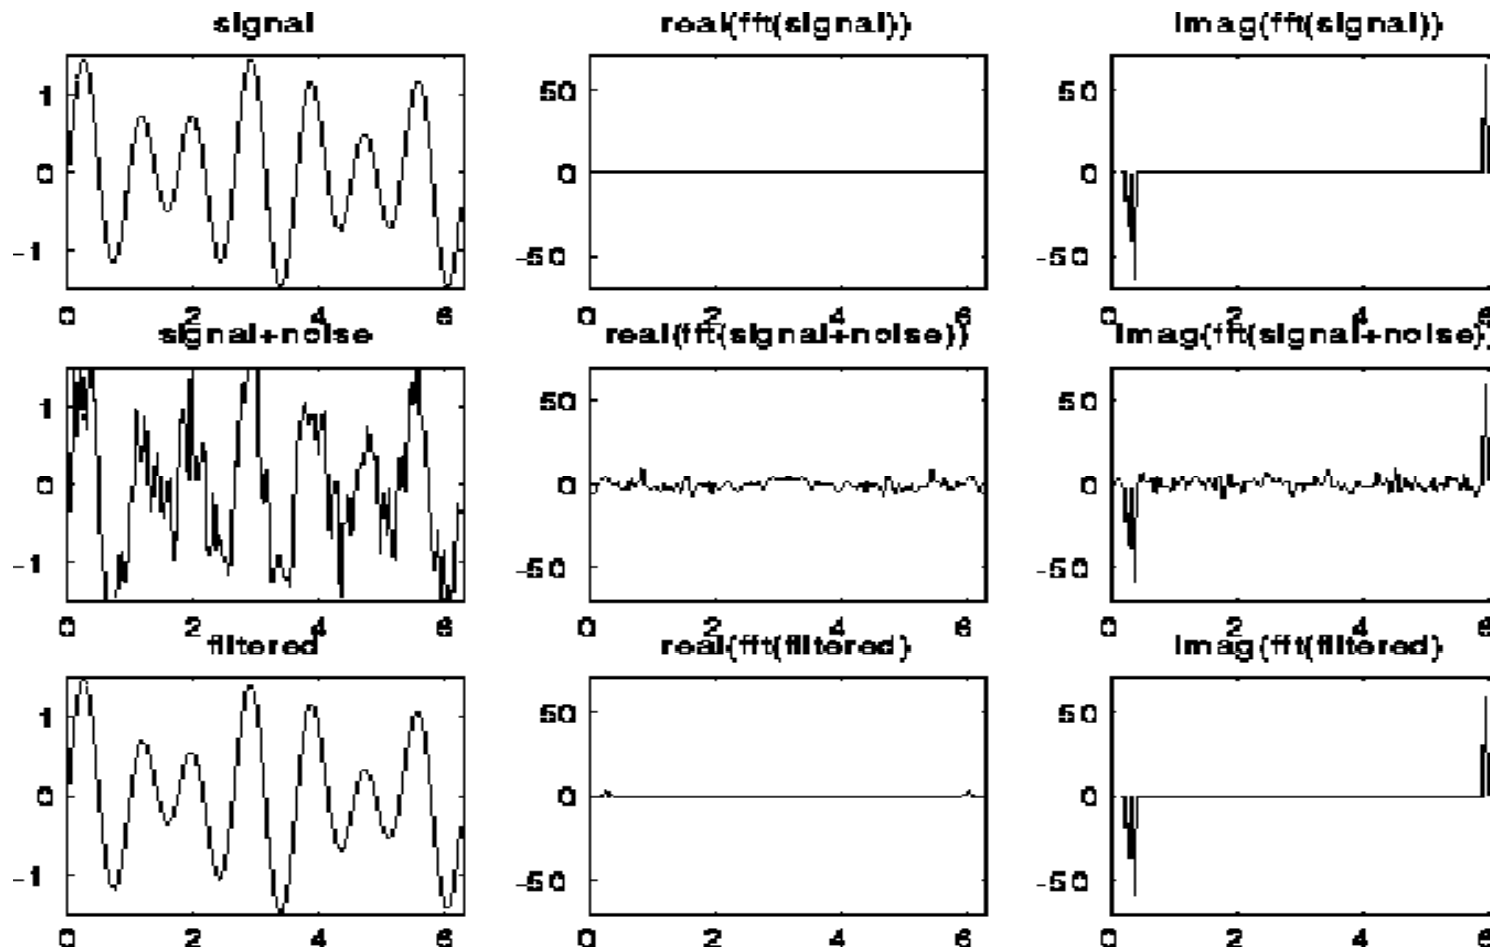 signal real(fft(signal)) imag(fft(signal))
1 50 50
0 0 0
-1 -50 -50
0 2 4 6 0 2 4 6 0 2 4 6
signal+noise real(fft(signal+noise)) imag(fft(signal+noise))
1 50 50
0 0 0
-1 -50 -50
0 2 4 6 0 2 4 6 0 2 4 6
filtered real(fft(filtered) imag(fft(filtered)
1 50 50
0 0 0
-1 -50 -50
0 2 4 6 0 2 4 6 0 2 4 6